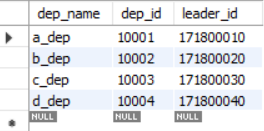 dep_name dep_id leader_id
a_dep 10001 171800010
b_dep 10002 171800020
c_dep 10003 171800030
d_dep 10004 171800040
NULL NULL NULL